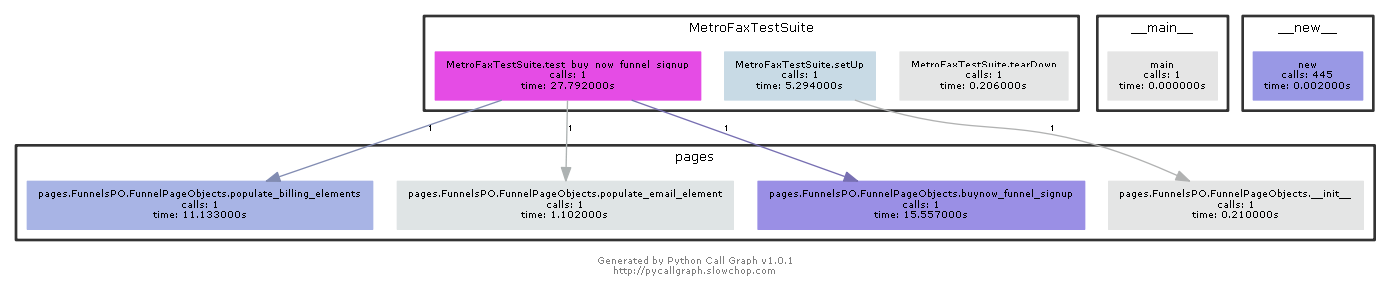 MetroFaxTestSuite
__main__
__new__
MetroFaxTestSuite.test_buy_now_funnel_signup
calls: 1
time: 27.792000s
MetroFaxTestSuite.setUp
calls: 1
time: 5.294000s
MetroFaxTestSuite.tearDown
calls: 1
time: 0.206000s
main
calls: 1
time: 0.000000s
new
calls: 445
time: 0.002000s
1
1
1
1
pages
pages.FunnelsPO.FunnelPageObjects.populate_billing_elements
calls: 1
time: 11.133000s
pages.FunnelsPO.FunnelPageObjects.populate_email_element
calls: 1
time: 1.102000s
pages.FunnelsPO.FunnelPageObjects.buynow_funnel_signup
calls: 1
time: 15.557000s
pages.FunnelsPO.FunnelPageObjects.__init__
calls: 1
time: 0.210000s
Generated by Python Call Graph v1.0.1
http://pycallgraph.slowchop.com